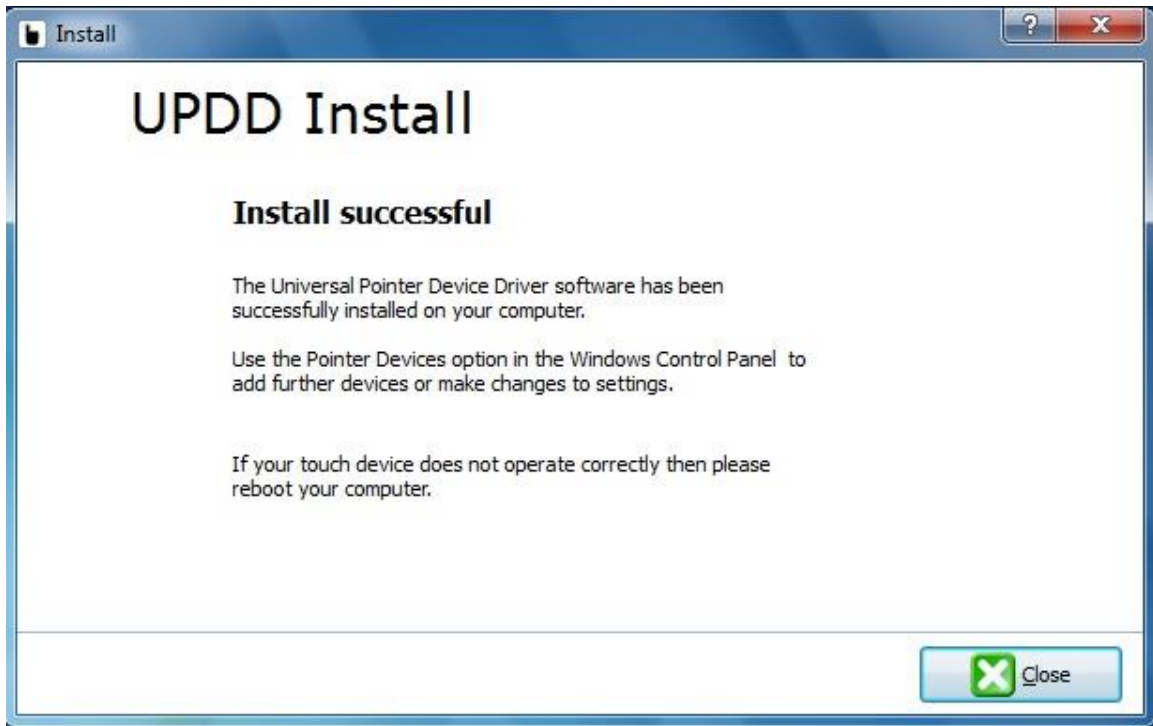 Install
?
X
UPDD Install
Install successful
The Universal Pointer Device Driver software has been
successfully installed on your computer.
Use the Pointer Devices option in the Windows Control Panel  to
add further devices or make changes to settings.
If your touch device does not operate correctly then please
reboot your computer.
Close